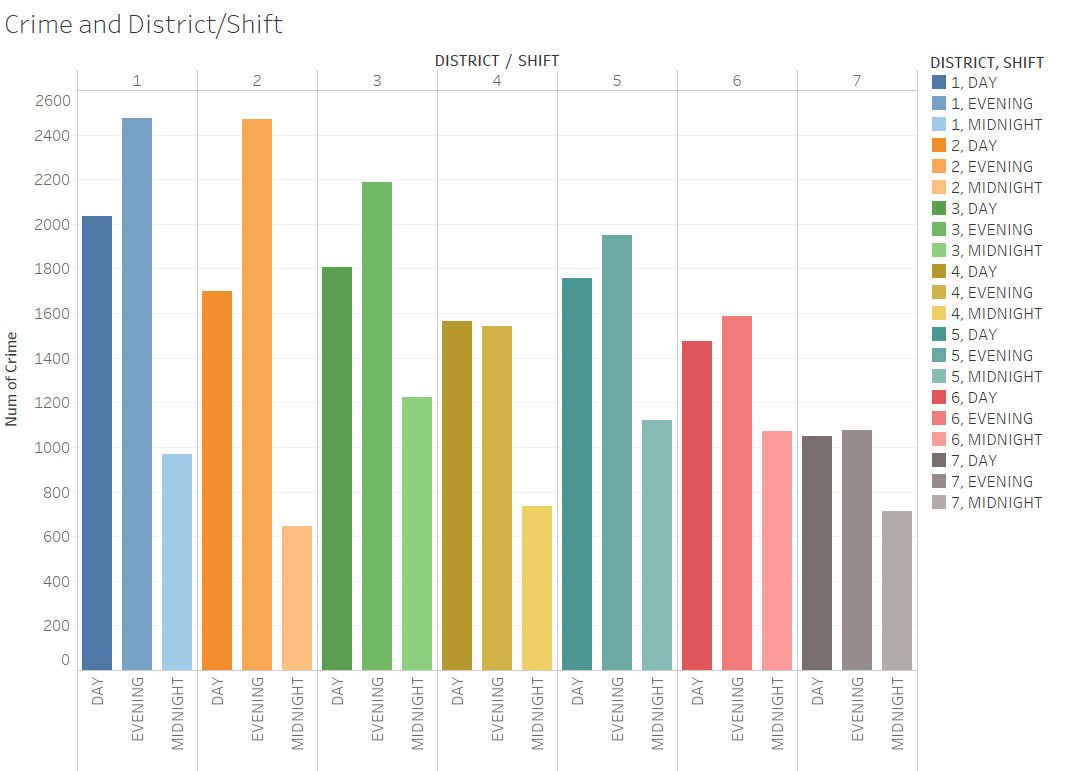 Crime and District/Shift
DISTRICT / SHIFT
1 2 3 4 5 6 7
2600
2400
2200
2000
1800
1600
1400
1200
1000
800
600
400
200
0
Num of Crime
DAY EVENING MIDNIGHT DAY EVENING MIDNIGHT DAY EVENING MIDNIGHT DAY EVENING MIDNIGHT DAY EVENING MIDNIGHT DAY EVENING MIDNIGHT DAY EVENING MIDNIGHT
DISTRICT, SHIFT
1, DAY
1, EVENING
1, MIDNIGHT
2, DAY
2, EVENING
2, MIDNIGHT
3, DAY
3, EVENING
3, MIDNIGHT
4, DAY
4, EVENING
4, MIDNIGHT
5, DAY
5, EVENING
5, MIDNIGHT
6, DAY
6, EVENING
6, MIDNIGHT
7, DAY
7, EVENING
7, MIDNIGHT